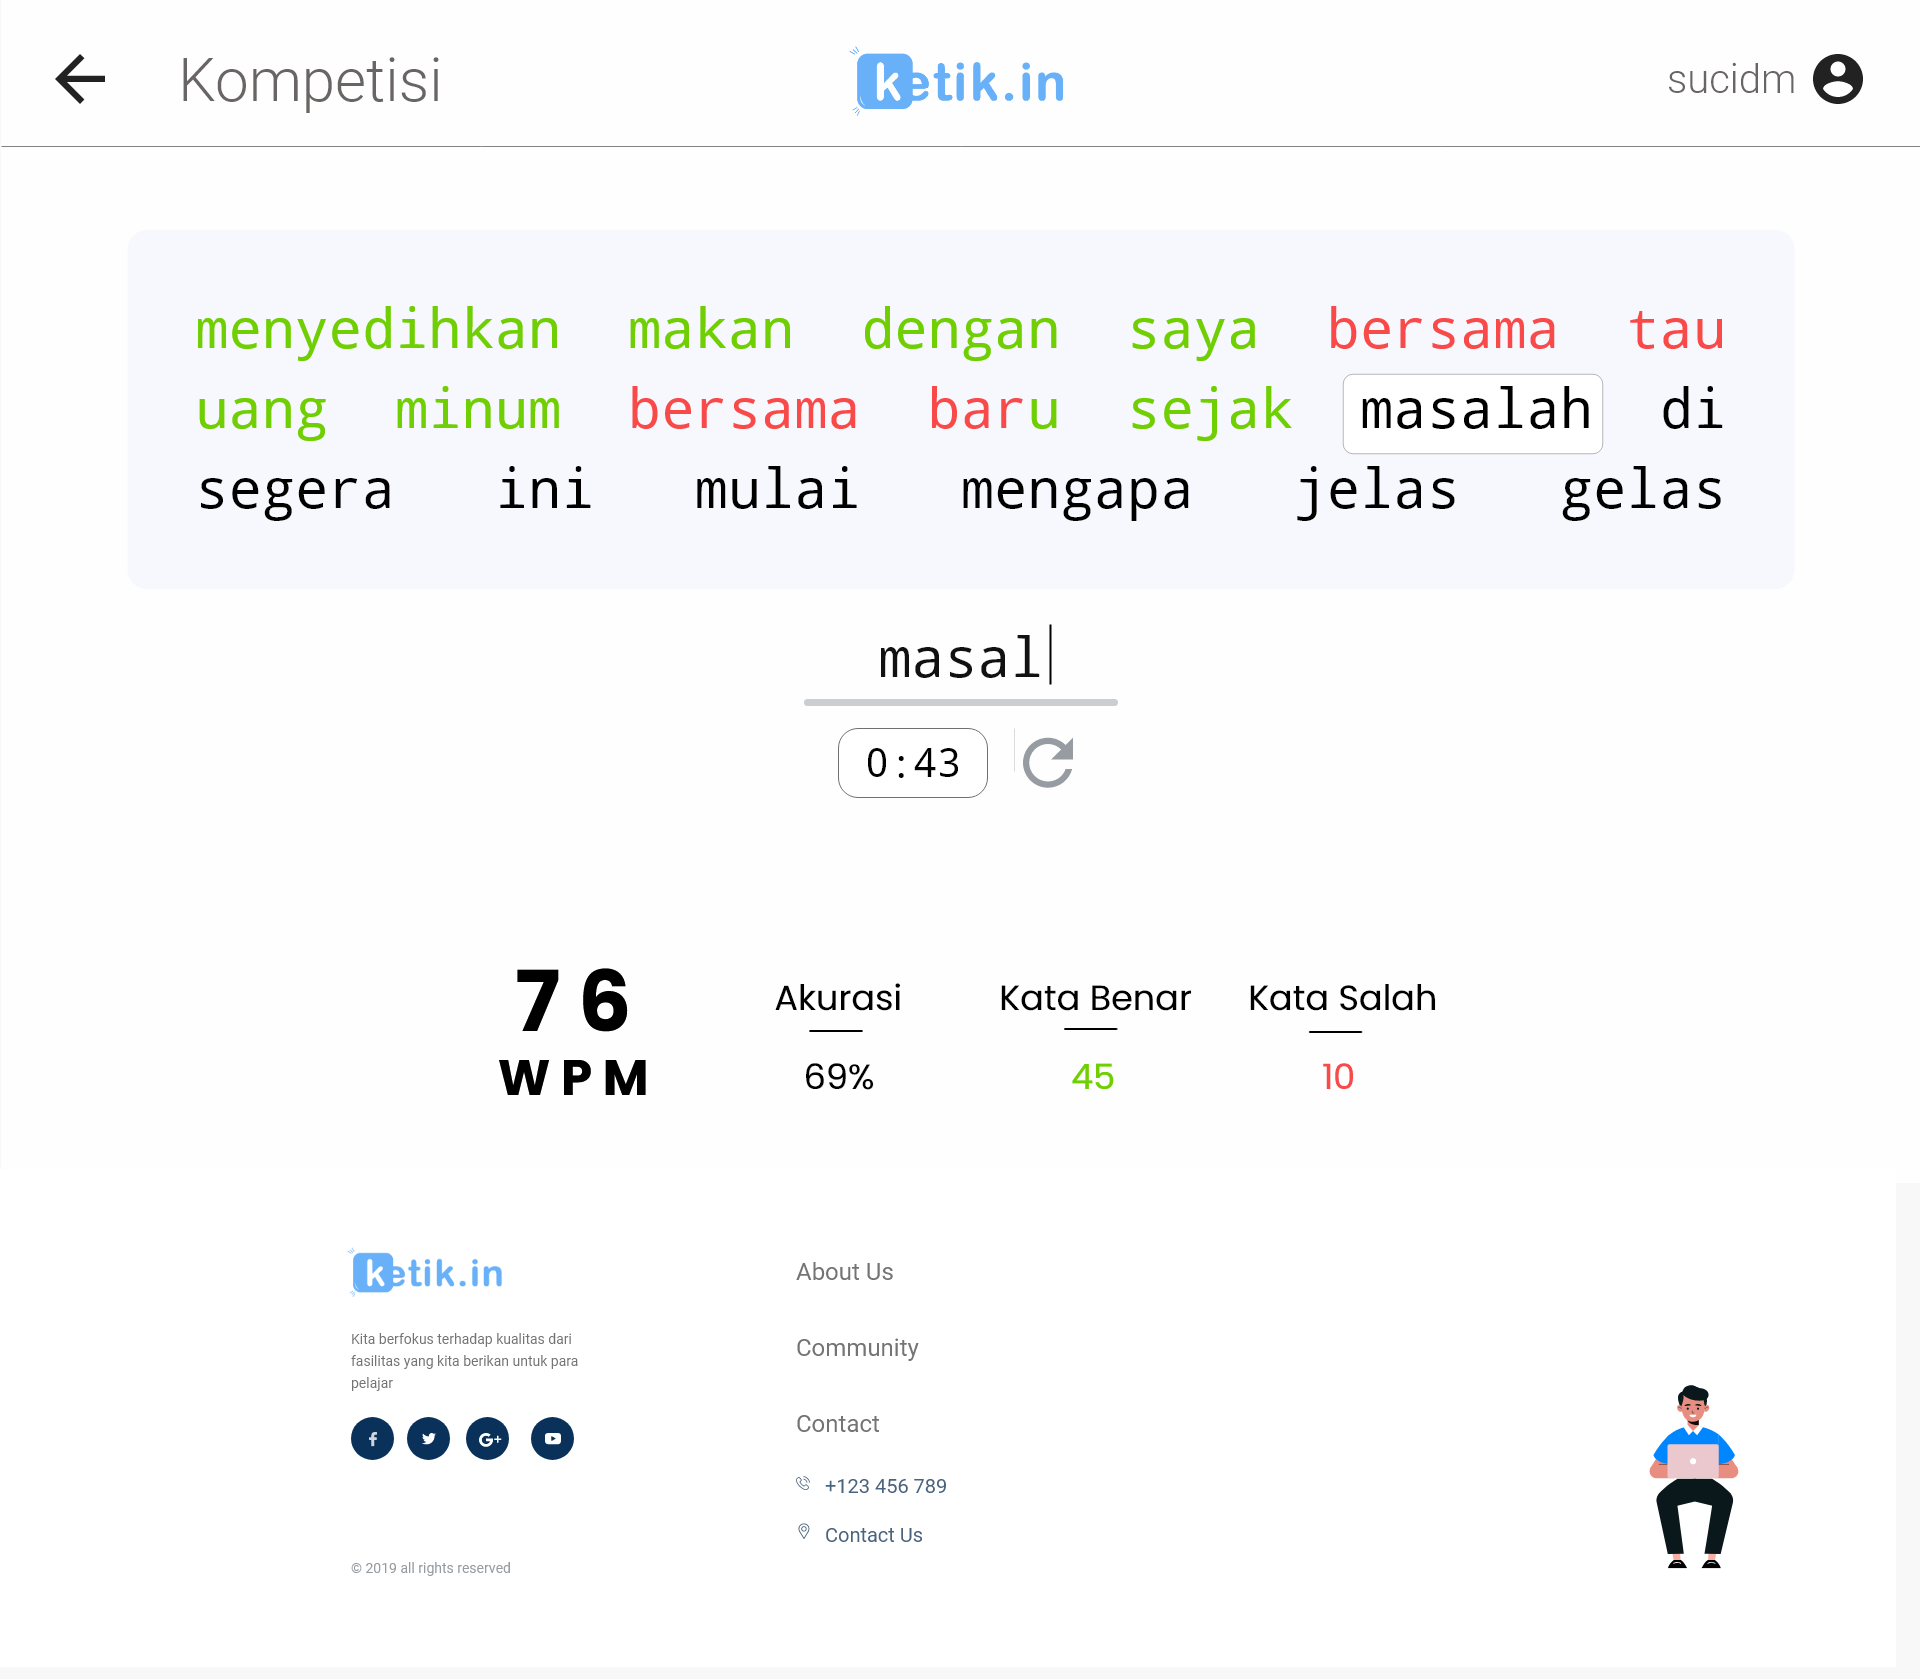 Kompetisi
ketik.in
sucidm
menyedihkan makan dengan saya bersama tau
uang minum bersama baru sejak masalah di
segera ini mulai mengapa jelas gelas
masal
0:43
76
WPM
Akurasi
69%
Kata Benar
45
Kata Salah
10
ketik.in
Kita berfokus terhadap kualitas dari
fasilitas yang kita berikan untuk para
pelajar
© 2019 all rights reserved
About Us
Community
Contact
+123 456 789
Contact Us